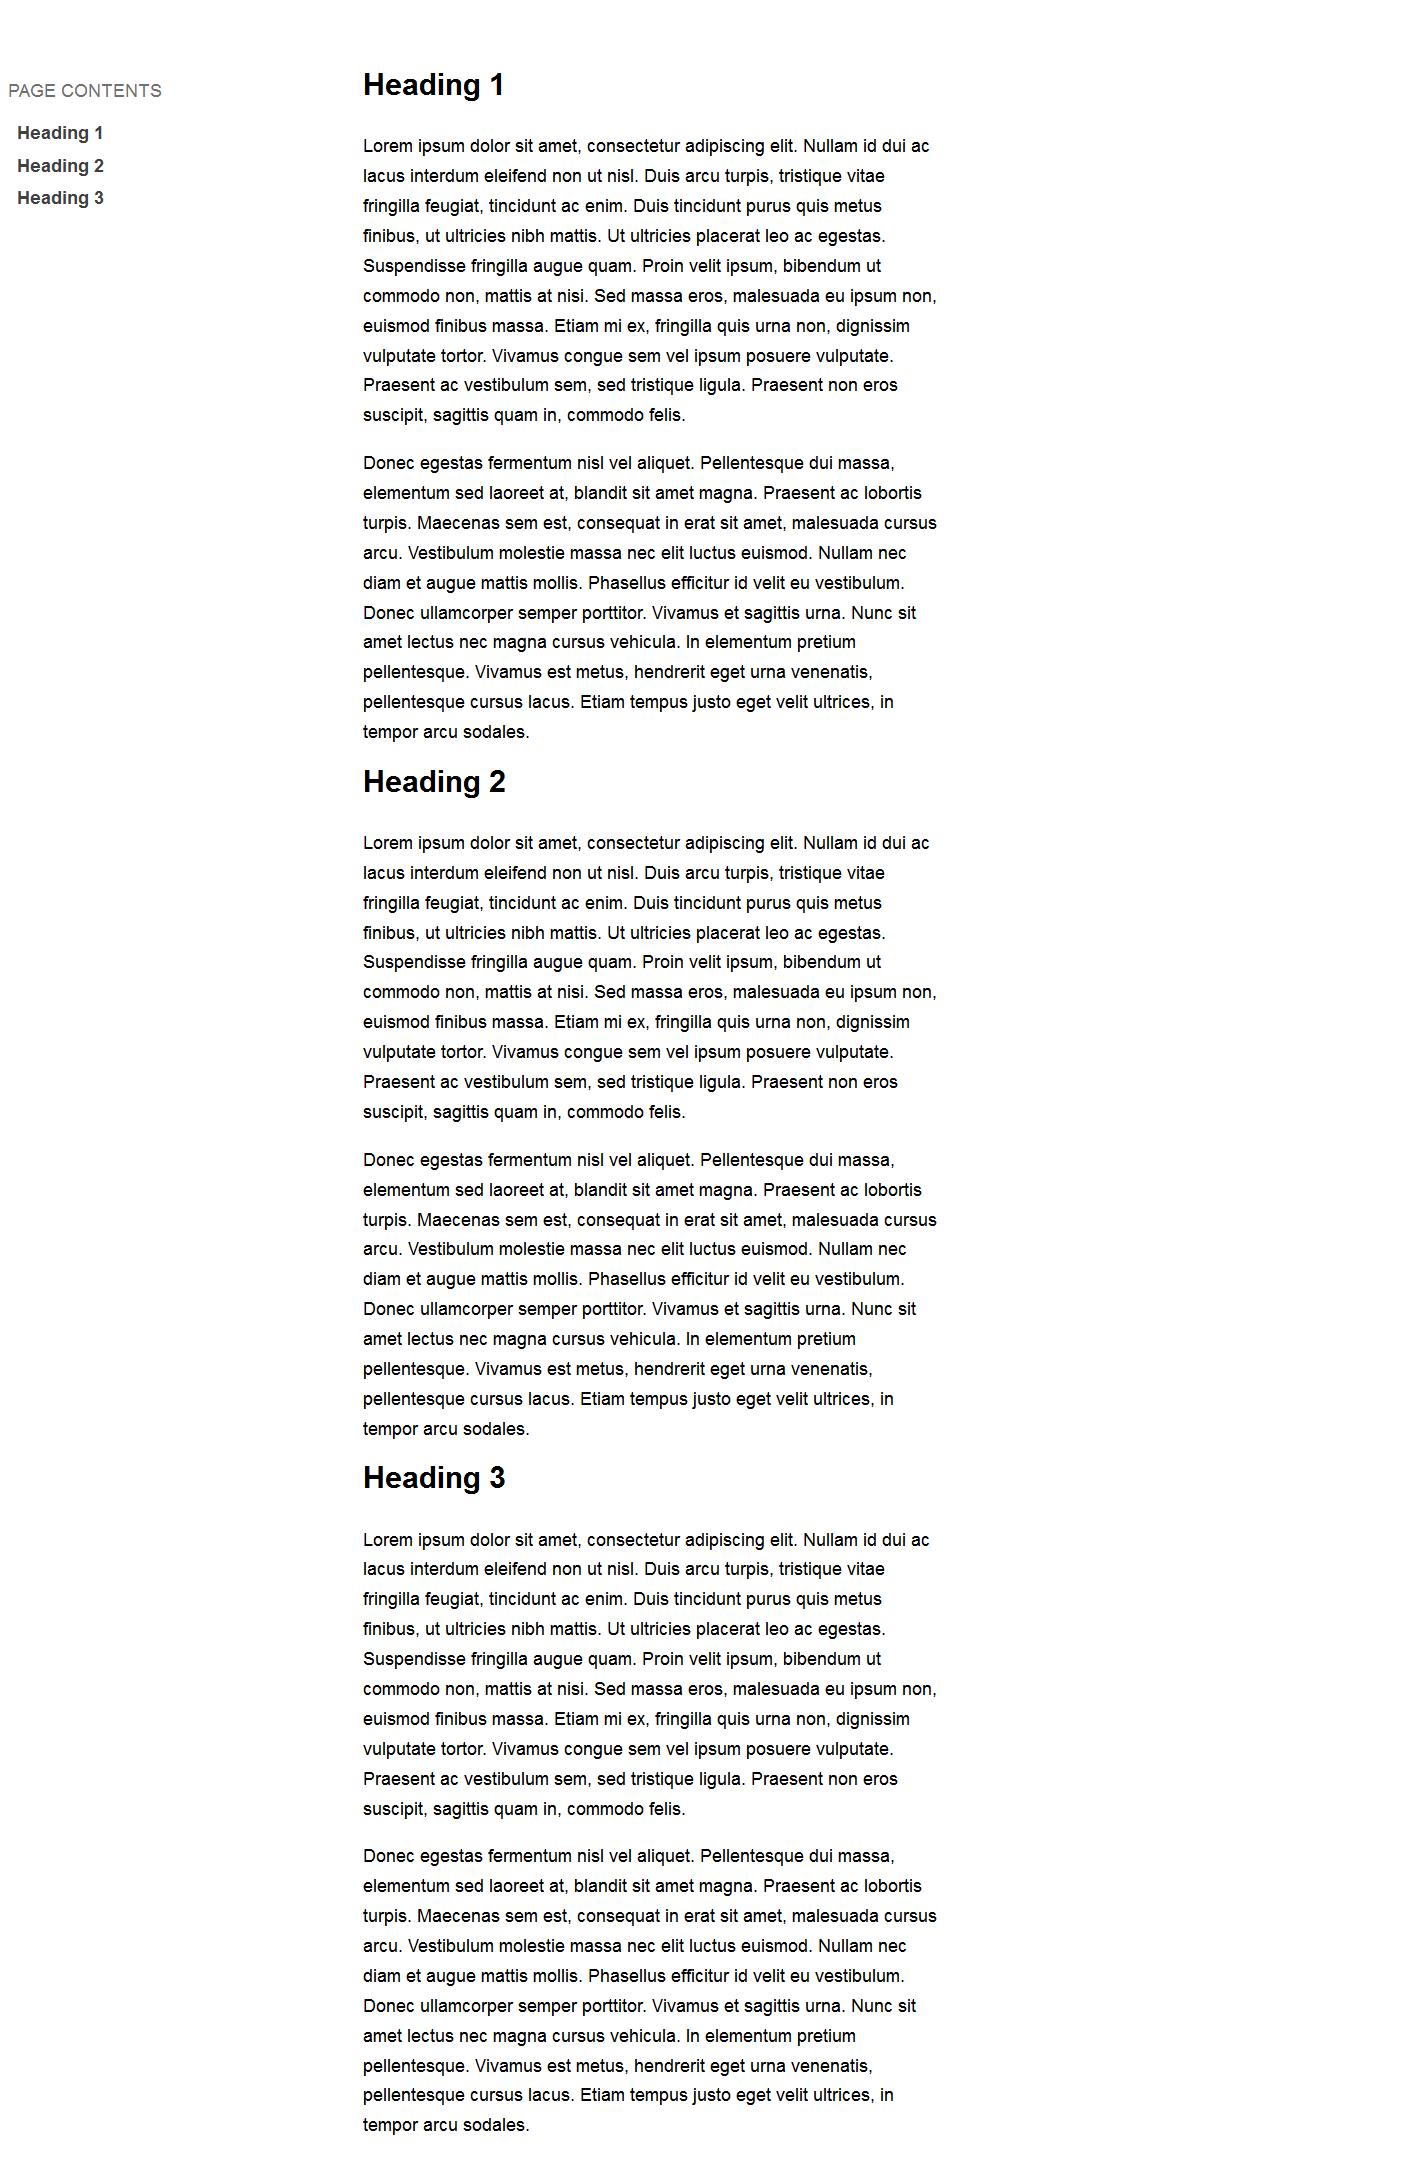 PAGE CONTENTS
Heading 1
Heading 2
Heading 3
Heading 1
Lorem ipsum dolor sit amet, consectetur adipiscing elit. Nullam id dui ac
lacus interdum eleifend non ut nisl. Duis arcu turpis, tristique vitae
fringilla feugiat, tincidunt ac enim. Duis tincidunt purus quis metus
finibus, ut ultricies nibh mattis. Ut ultricies placerat leo ac egestas.
Suspendisse fringilla augue quam. Proin velit ipsum, bibendum ut
commodo non, mattis at nisi. Sed massa eros, malesuada eu ipsum non,
euismod finibus massa. Etiam mi ex, fringilla quis urna non, dignissim
vulputate tortor. Vivamus congue sem vel ipsum posuere vulputate.
Praesent ac vestibulum sem, sed tristique ligula. Praesent non eros
suscipit, sagittis quam in, commodo felis.
Donec egestas fermentum nisl vel aliquet. Pellentesque dui massa,
elementum sed laoreet at, blandit sit amet magna. Praesent ac lobortis
turpis. Maecenas sem est, consequat in erat sit amet, malesuada cursus
arcu. Vestibulum molestie massa nec elit luctus euismod. Nullam nec
diam et augue mattis mollis. Phasellus efficitur id velit eu vestibulum.
Donec ullamcorper semper porttitor. Vivamus et sagittis urna. Nunc sit
amet lectus nec magna cursus vehicula. In elementum pretium
pellentesque. Vivamus est metus, hendrerit eget urna venenatis,
pellentesque cursus lacus. Etiam tempus justo eget velit ultrices, in
tempor arcu sodales.
Heading 2
Lorem ipsum dolor sit amet, consectetur adipiscing elit. Nullam id dui ac
lacus interdum eleifend non ut nisl. Duis arcu turpis, tristique vitae
fringilla feugiat, tincidunt ac enim. Duis tincidunt purus quis metus
finibus, ut ultricies nibh mattis. Ut ultricies placerat leo ac egestas.
Suspendisse fringilla augue quam. Proin velit ipsum, bibendum ut
commodo non, mattis at nisi. Sed massa eros, malesuada eu ipsum non,
euismod finibus massa. Etiam mi ex, fringilla quis urna non, dignissim
vulputate tortor. Vivamus congue sem vel ipsum posuere vulputate.
Praesent ac vestibulum sem, sed tristique ligula. Praesent non eros
suscipit, sagittis quam in, commodo felis.
Donec egestas fermentum nisl vel aliquet. Pellentesque dui massa,
elementum sed laoreet at, blandit sit amet magna. Praesent ac lobortis
turpis. Maecenas sem est, consequat in erat sit amet, malesuada cursus
arcu. Vestibulum molestie massa nec elit luctus euismod. Nullam nec
diam et augue mattis mollis. Phasellus efficitur id velit eu vestibulum.
Donec ullamcorper semper porttitor. Vivamus et sagittis urna. Nunc sit
amet lectus nec magna cursus vehicula. In elementum pretium
pellentesque. Vivamus est metus, hendrerit eget urna venenatis,
pellentesque cursus lacus. Etiam tempus justo eget velit ultrices, in
tempor arcu sodales.
Heading 3
Lorem ipsum dolor sit amet, consectetur adipiscing elit. Nullam id dui ac
lacus interdum eleifend non ut nisl. Duis arcu turpis, tristique vitae
fringilla feugiat, tincidunt ac enim. Duis tincidunt purus quis metus
finibus, ut ultricies nibh mattis. Ut ultricies placerat leo ac egestas.
Suspendisse fringilla augue quam. Proin velit ipsum, bibendum ut
commodo non, mattis at nisi. Sed massa eros, malesuada eu ipsum non,
euismod finibus massa. Etiam mi ex, fringilla quis urna non, dignissim
vulputate tortor. Vivamus congue sem vel ipsum posuere vulputate.
Praesent ac vestibulum sem, sed tristique ligula. Praesent non eros
suscipit, sagittis quam in, commodo felis.
Donec egestas fermentum nisl vel aliquet. Pellentesque dui massa,
elementum sed laoreet at, blandit sit amet magna. Praesent ac lobortis
turpis. Maecenas sem est, consequat in erat sit amet, malesuada cursus
arcu. Vestibulum molestie massa nec elit luctus euismod. Nullam nec
diam et augue mattis mollis. Phasellus efficitur id velit eu vestibulum.
Donec ullamcorper semper porttitor. Vivamus et sagittis urna. Nunc sit
amet lectus nec magna cursus vehicula. In elementum pretium
pellentesque. Vivamus est metus, hendrerit eget urna venenatis,
pellentesque cursus lacus. Etiam tempus justo eget velit ultrices, in
tempor arcu sodales.